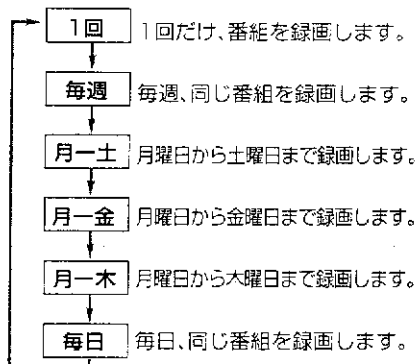 1回 1回だけ、番組を録画します。
毎週 毎週、同じ番組を録画します。
月ー土 月曜日から土曜日まで録画します。
月ー金 月曜日から金曜日まで録画します。
月ー木 月曜日から木曜日まで録画します。
毎日 毎日、同じ番組を録画します。